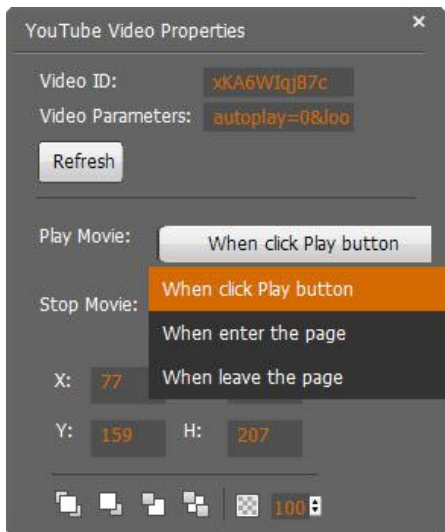 YouTube Video Properties
Video ID: xKA6WIqjB7c
Video Parameters: autoplay=0&loo
Refresh
Play Movie: When click Play button
When click Play button
Stop Movie:
When enter the page
When leave the page
X: 77
Y: 159 H: 207
100